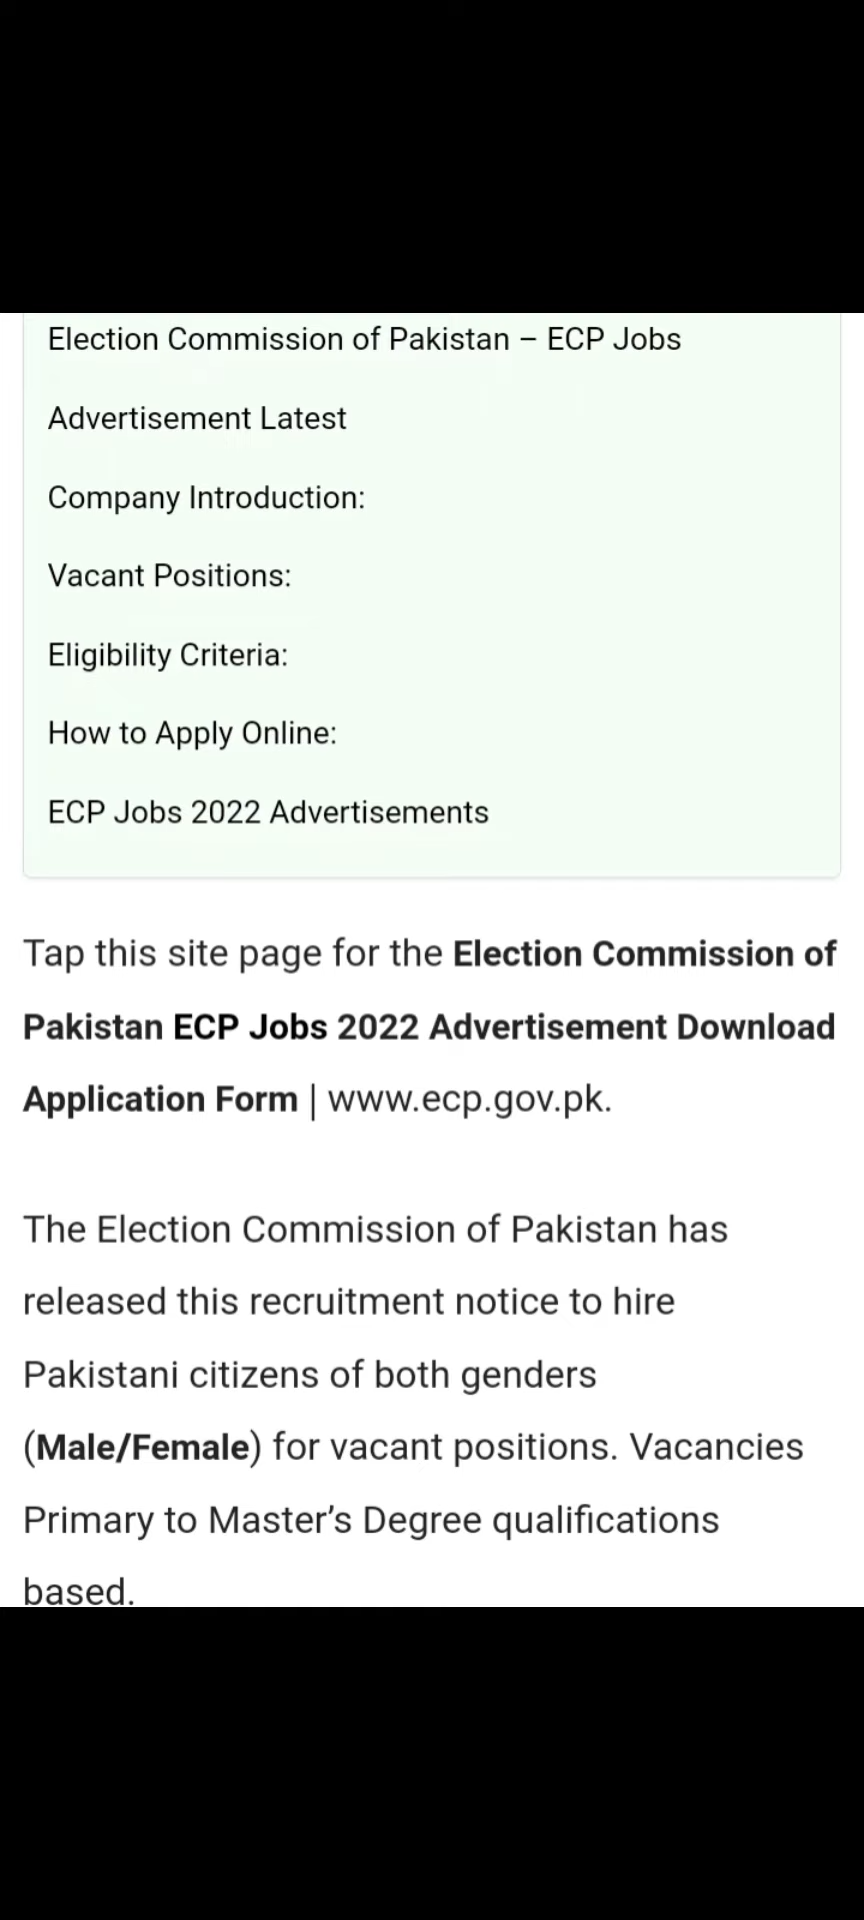 Election Commission of Pakistan – ECP Jobs
Advertisement Latest
Company Introduction:
Vacant Positions:
Eligibility Criteria:
How to Apply Online:
ECP Jobs 2022 Advertisements
Tap this site page for the Election Commission of
Pakistan ECP Jobs 2022 Advertisement Download
Application Form | www.ecp.gov.pk.
The Election Commission of Pakistan has
released this recruitment notice to hire
Pakistani citizens of both genders
(Male/Female) for vacant positions. Vacancies
Primary to Master’s Degree qualifications
based.